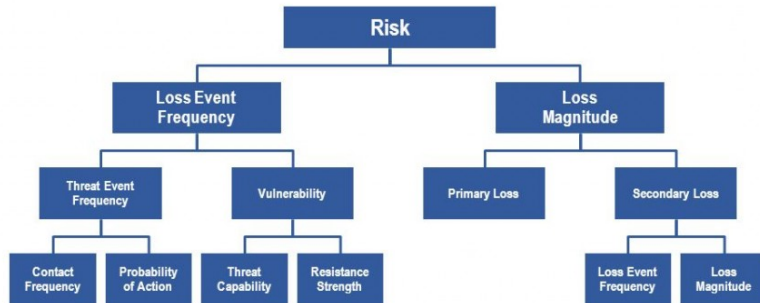 Risk
Loss Event
Frequency
Loss
Magnitude
Threat Event
Frequency
Vulnerability
Primary Loss
Secondary Loss
Contact
Frequency
Probability
of Action
Threat
Capability
Resistance
Strength
Loss Event
Frequency
Loss
Magnitude